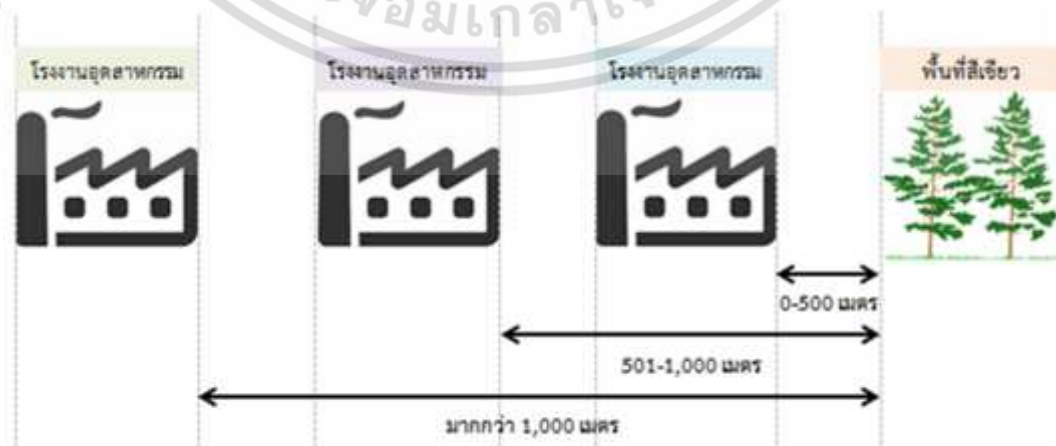 โรงงานอุตสาหกรรม โรงงานอุตสาหกรรม โรงงานอุตสาหกรรม พื้นที่สีเขียว
0-500 เมตร
501-1,000 เมตร
มากกว่า 1,000 เมตร